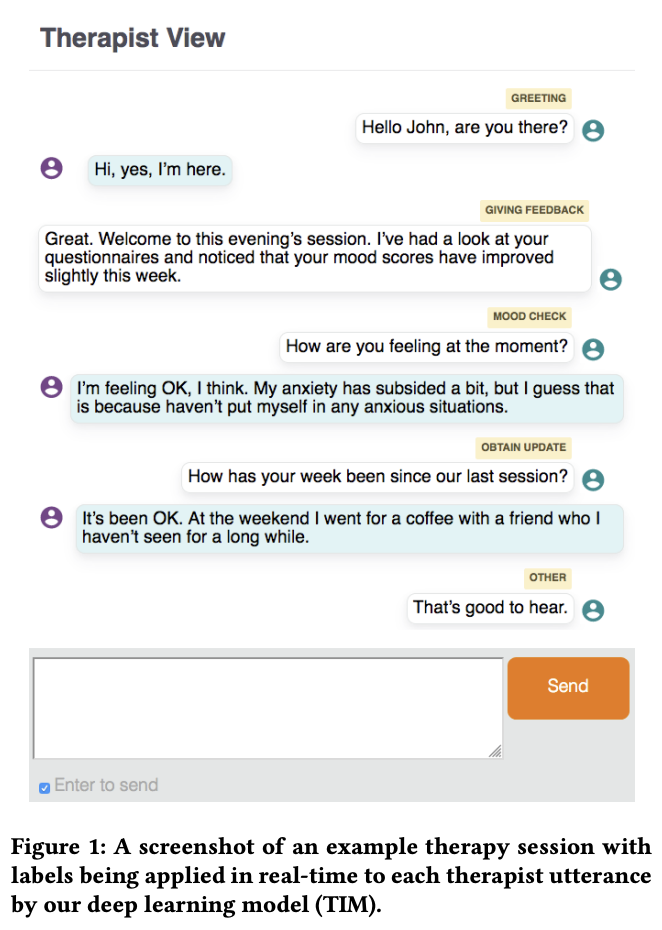 Therapist View
GREETING
Hello John, are you there?
Hi, yes, I'm here.
GIVING FEEDBACK
Great. Welcome to this evening's session. I've had a look at your
questionnaires and noticed that your mood scores have improved
slightly this week.
MOOD CHECK
How are you feeling at the moment?
I'm feeling OK, I think. My anxiety has subsided a bit, but I guess that
is because haven't put myself in any anxious situations.
OBTAIN UPDATE
How has your week been since our last session?
It's been OK. At the weekend I went for a coffee with a friend who I
haven't seen for a long while.
OTHER
That's good to hear.
Send
Enter to send
Figure 1: A screenshot of an example therapy session with
labels being applied in real-time to each therapist utterance
by our deep learning model (TIM).